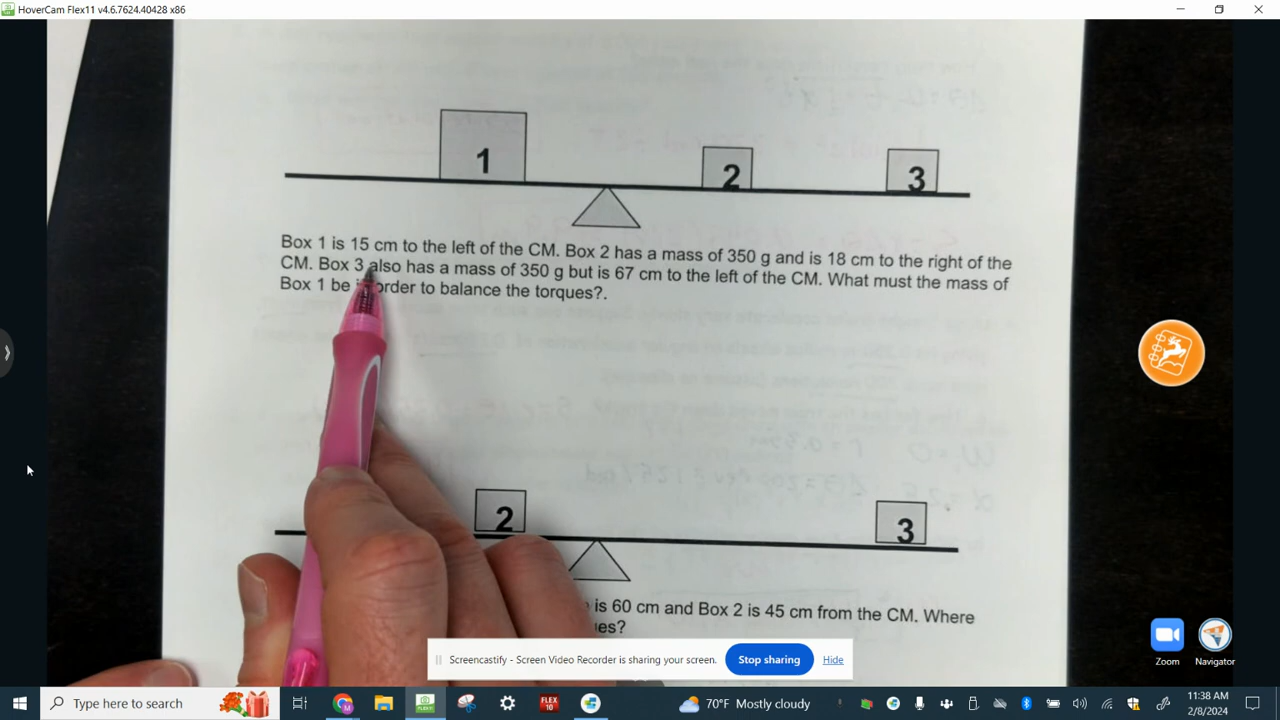 HoverCam Flex11 v4.6.7624.40428 x86
1
2
3
Box 1 is 15 cm to the left of the CM. Box 2 has a mass of 350 g and is 18 cm to the right of the
CM. Box 3 also has a mass of 350 g but is 67 cm to the left of the CM. What must the mass of
Box 1 be order to balance the torques?.
2
3
is 60 cm and Box 2 is 45 cm from the CM. Where
ues?
Screencastify - Screen Video Recorder is sharing your screen.
Stop sharing
Hide
Zoom
Navigator
Type here to search
FLEX
10
70°F Mostly cloudy
11:38 AM
2/8/2024